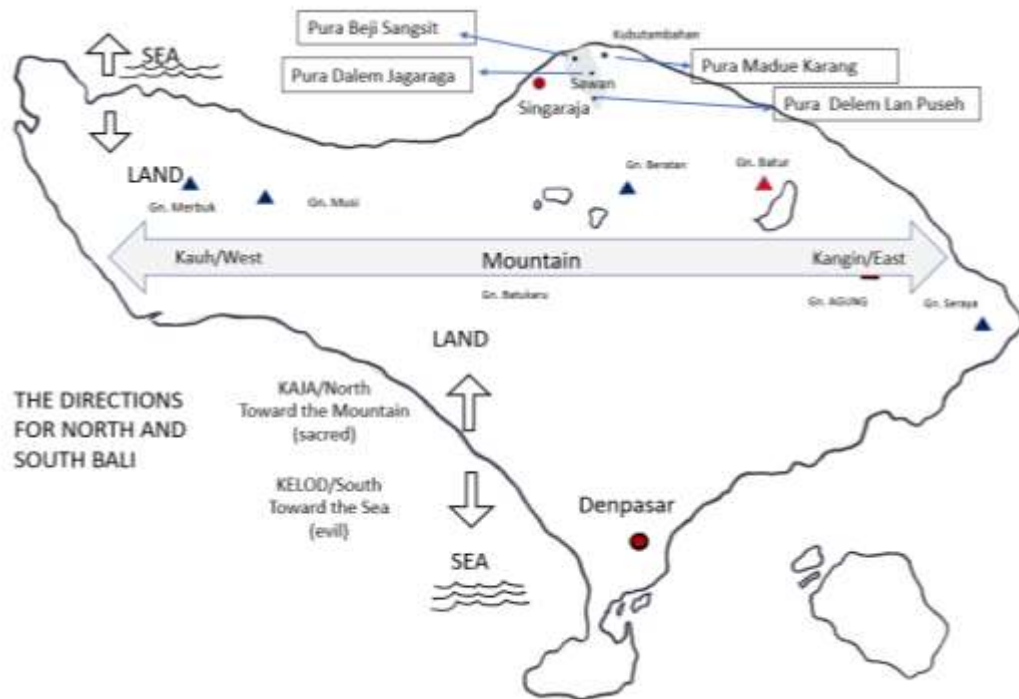 Pura Beji Sangsit
Kubutambahan
SEA
Pura Dalem Jagaraga
Pura Madue Karang
Sawan
Singaraja
Pura Delem Lan Puseh
LAND
Gn. Beratan
Gn. Batur
Gn. Merbuk
Gn. Musi
Kauh/West
Mountain
Kangin/East
Gn. Batukaru
Gn. AGUNG
Gn. Seraya
LAND
THE DIRECTIONS
FOR NORTH AND
SOUTH BALI
KAJA/North
Toward the Mountain
(sacred)
KELOD/South
Toward the Sea
(evil)
Denpasar
SEA